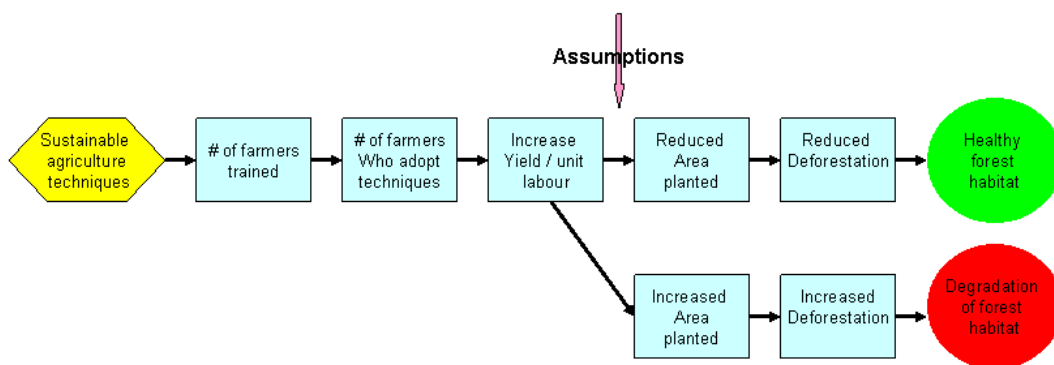 Assumptions
Sustainable
agriculture
techniques
# of farmers
trained
# of farmers
Who adopt
techniques
Increase
Yield / unit
labour
Reduced
Area
planted
Reduced
Deforestation
Healthy
forest
habitat
Increased
Area
planted
Increased
Deforestation
Degradation
of forest
habitat